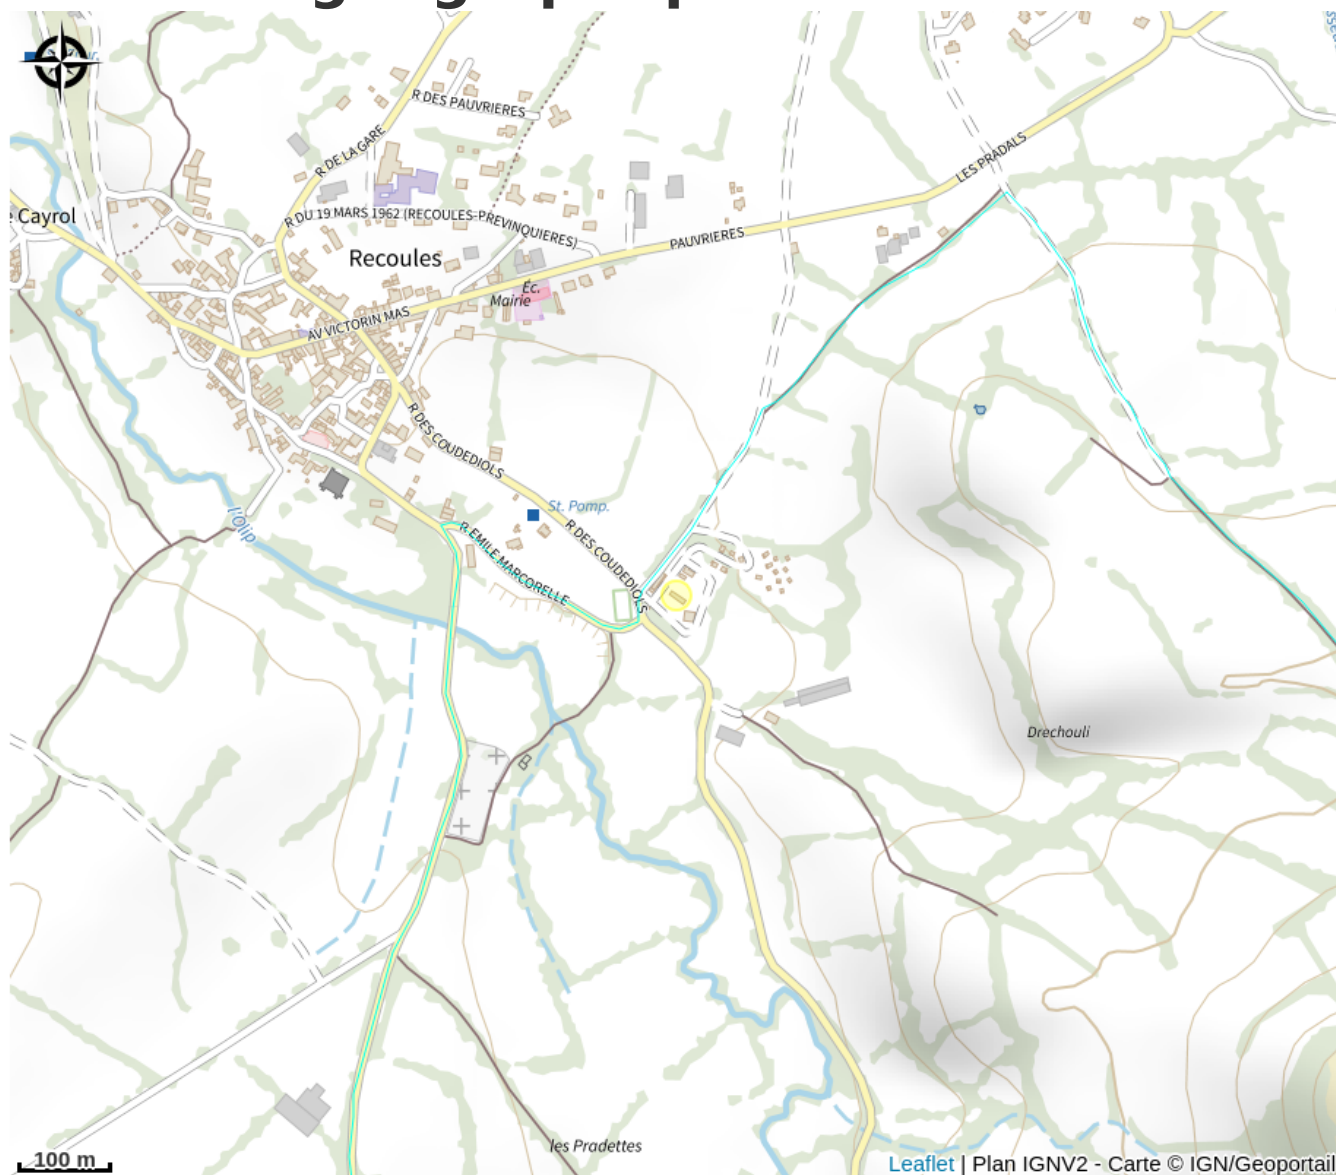 R DES PAUVRIERES
R DE LA GARE
LES PRADALS
Cayrol
R DU 19 MARS 1962 (RECOULES-PREVINQUIERES)
PAUVRIERES
Recoules
Éc.
Mairie
AV VICTORIN MAS
R DES COUDEDIOLS
St. Pomp.
l'Olip
R EMILE MARCORELLE
R DES COUDEDIOLS
Drechouli
les Pradettes
100 m
Leaflet | Plan IGNV2 - Carte © IGN/Geoportail